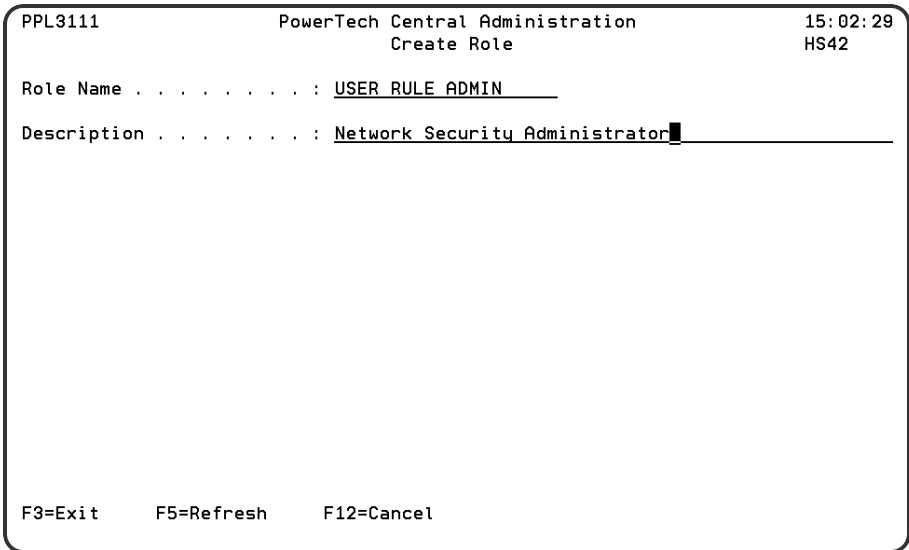 PPL3111 PowerTech Central Administration 15:02:29
Create Role HS42
Role Name . . . . . . . . : USER RULE ADMIN
Description . . . . . . . : Network Security Administrator
F3=Exit F5=Refresh F12=Cancel